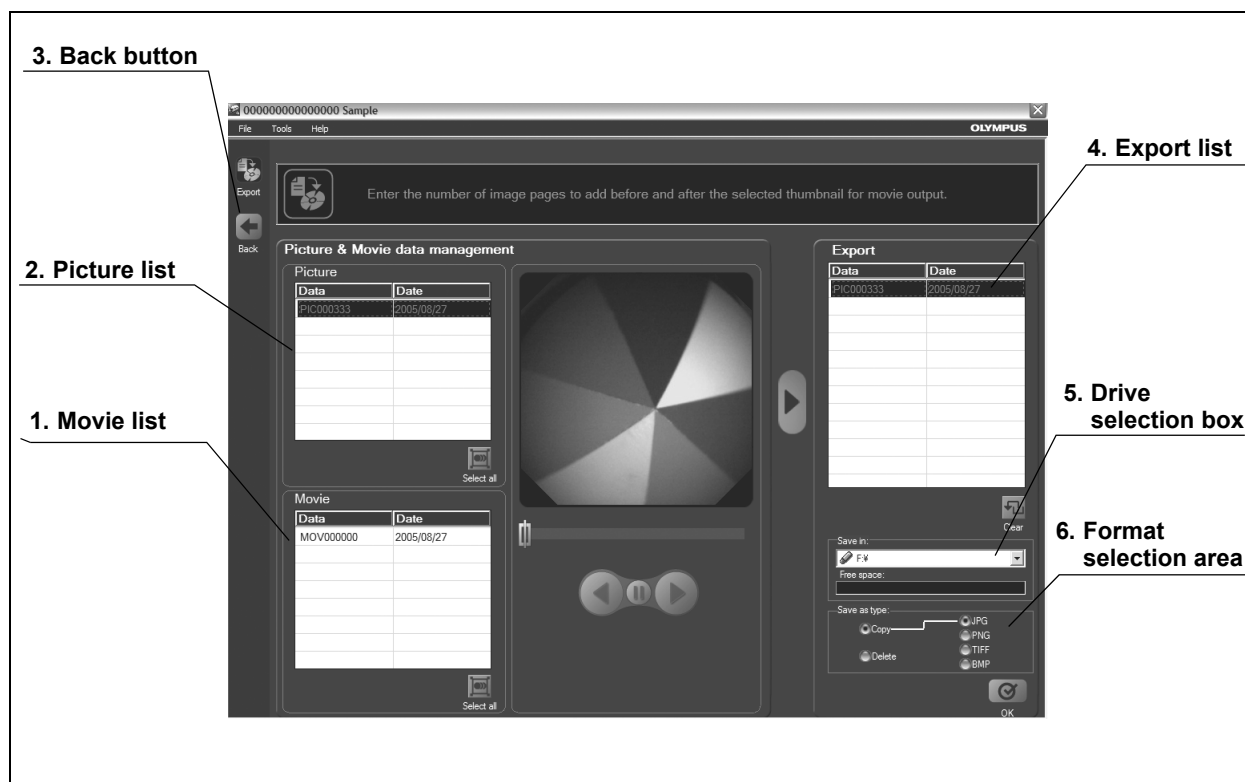 3. Back button
000000000000000 Sample
File Tools Help
OLYMPUS
4. Export list
Export
Enter the number of image pages to add before and after the selected thumbnail for movie output.
Back
Picture & Movie data management
Export
2. Picture list
Picture
Data Date
PIC000333 2005/08/27
Data Date
PIC000333 2005/08/27
1. Movie list
5. Drive
selection box
Select all
Movie
Data Date
MOV000000 2005/08/27
Clear
6. Format
selection area
Save in:
F:¥
Free space:
Save as type:
Copy
JPG
PNG
Delete
TIFF
BMP
Select all
OK